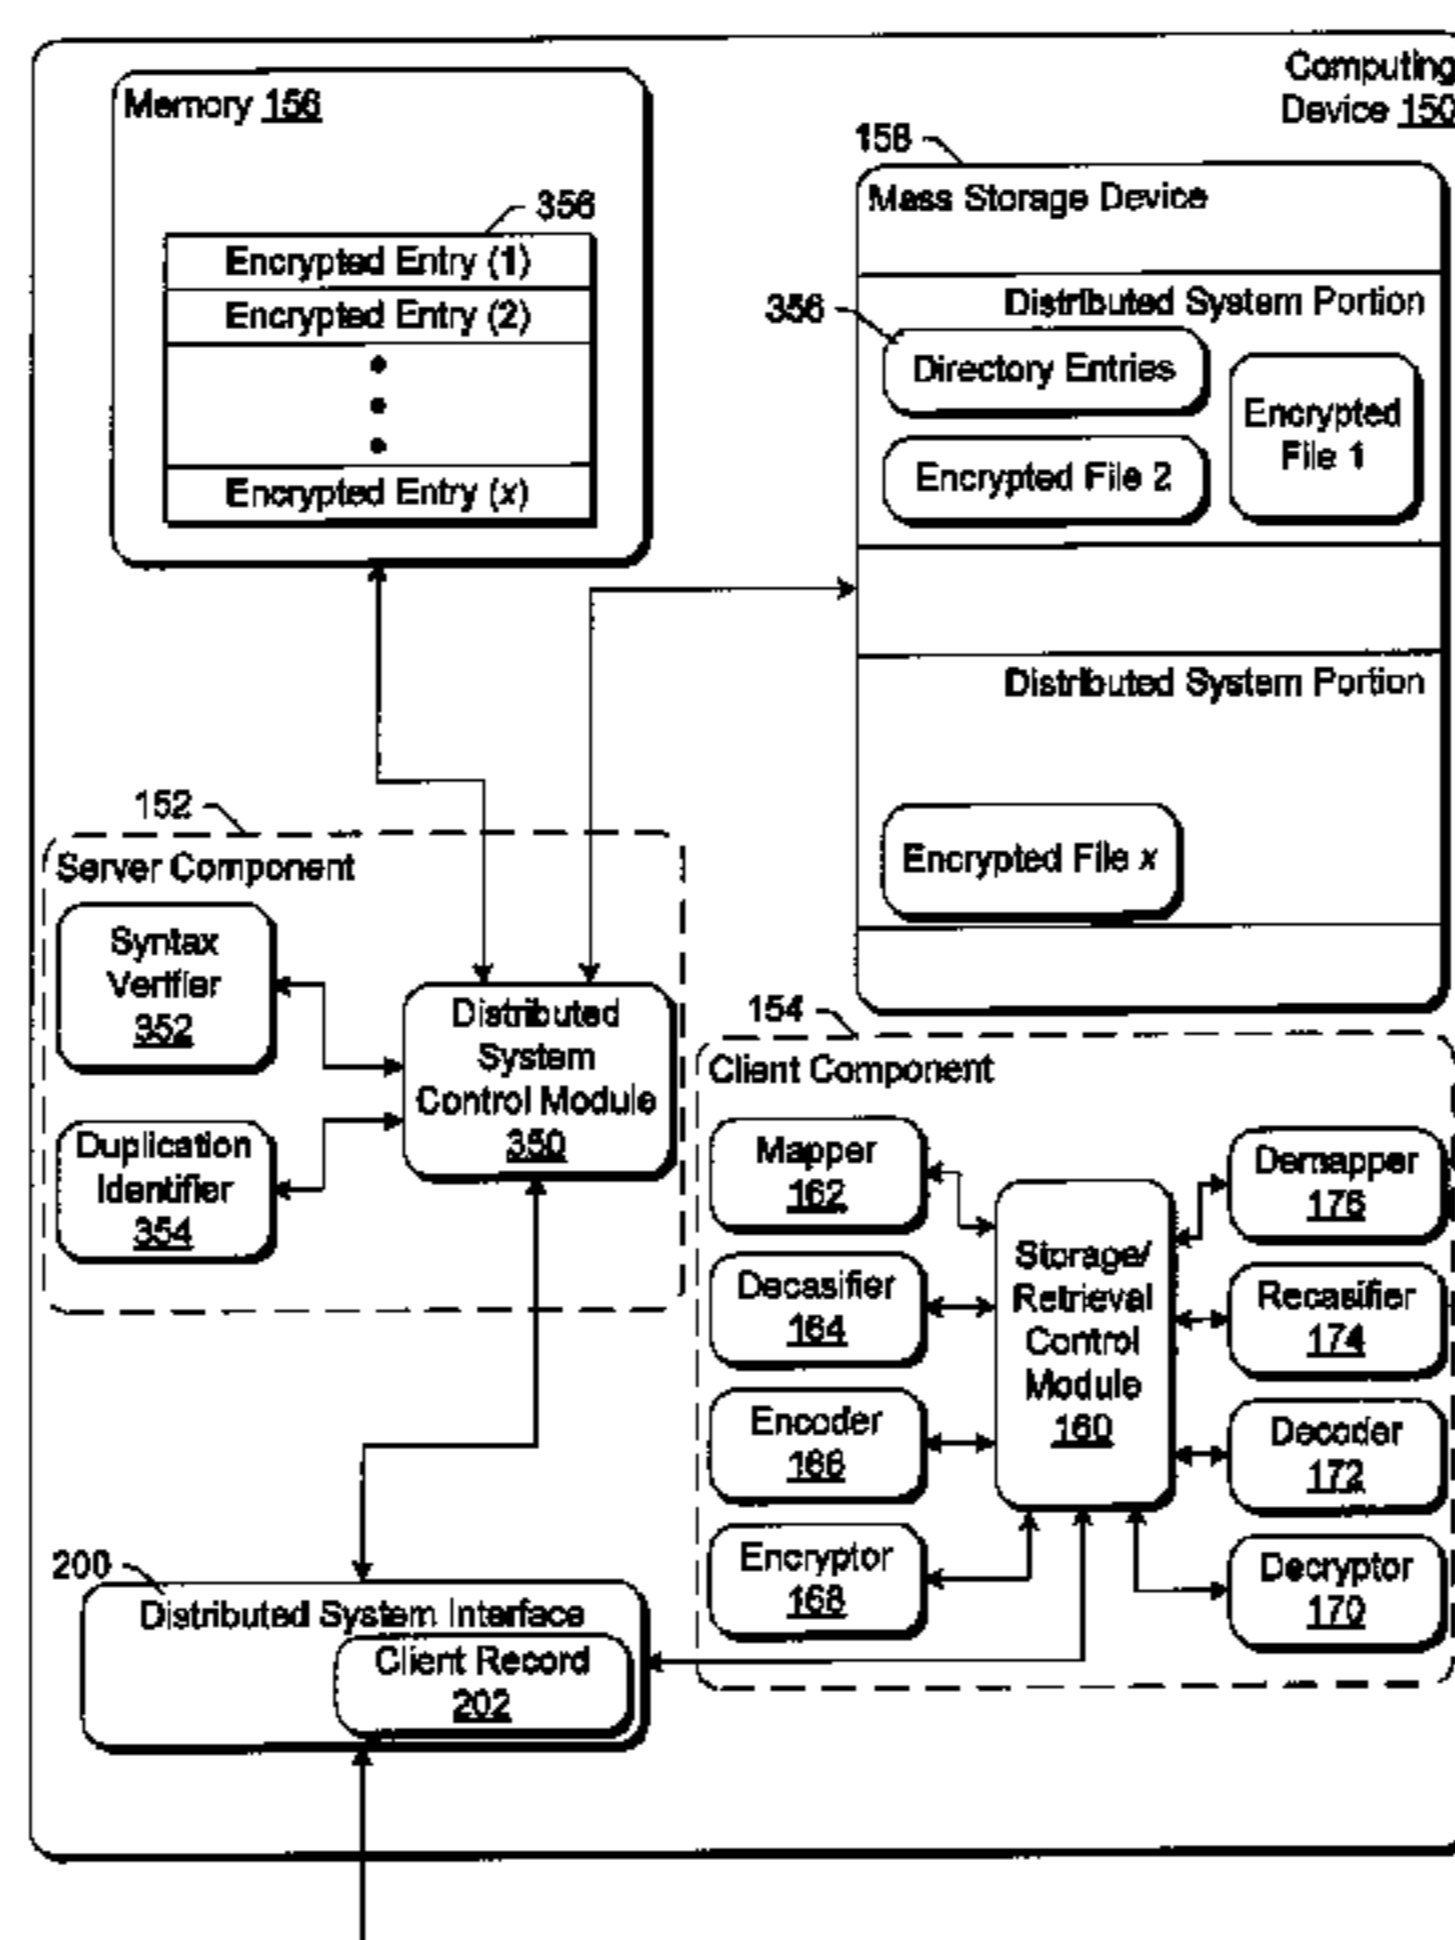 Computing
Device 150
Memory 156
356
Encrypted Entry (1)
Encrypted Entry (2)
Encrypted Entry (x)
158
Mass Storage Device
Distributed System Portion
356
Directory Entries
Encrypted
File 1
Encrypted File 2
Distributed System Portion
Encrypted File x
152
Server Component
Syntax
Verifier
352
Distributed
System
Control Module
350
Duplication
Identifier
354
154
Client Component
Mapper
162
Decasifier
164
Encoder
166
Encryptor
168
Storage/
Retrieval
Control
Module
160
Demapper
176
Recasifier
174
Decoder
172
Decryptor
170
200
Distributed System Interface
Client Record
202